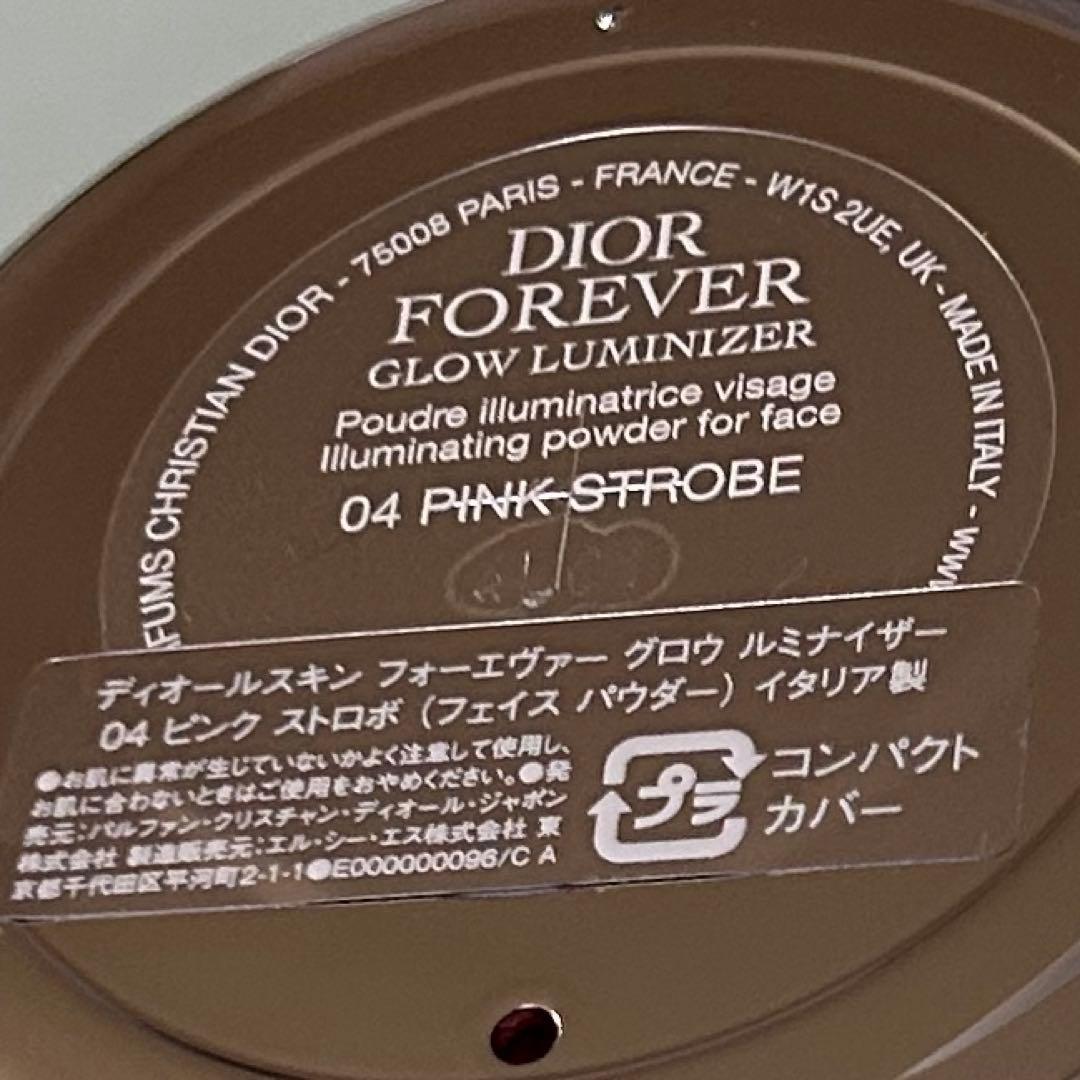 FUMS CHRISTIAN DIOR - 75008 PARIS - FRANCE - W1S 2UE, UK - MADE IN ITALY - WW
DIOR
FOREVER
GLOW LUMINIZER
Poudre illuminatrice visage
Illuminating powder for face
04 PINK STROBE
ディオールスキン フォーエヴァー グロウ ルミナイザー
04 ピンク ストロボ (フェイス パウダー) イタリア製
●お肌に異常が生じていないかよく注意して使用し、
お肌に合わないときはご使用をおやめください。●発
売元:パルファン・クリスチャン・ディオール・ジャポン
株式会社 製造販売元:エル・シー・エス株式会社 東
京都千代田区平河町2-1-1●E000000096/C A
プラ
コンパクト
カバー